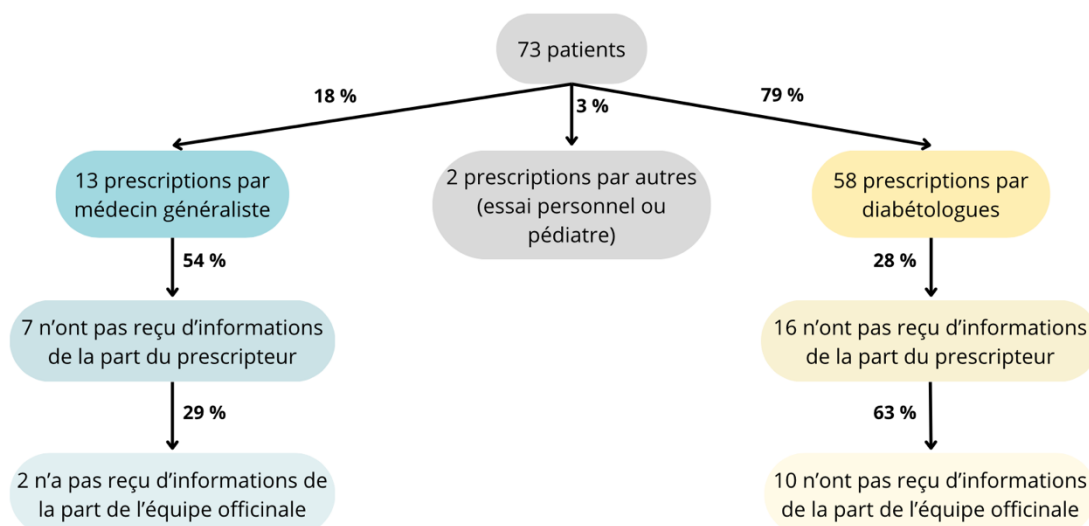 73 patients
18 %
3 %
79 %
13 prescriptions par
médecin généraliste
2 prescriptions par autres
(essai personnel ou
pédiatre)
58 prescriptions par
diabétologues
54 %
28 %
7 n'ont pas reçu d'informations
de la part du prescripteur
16 n'ont pas reçu d'informations
de la part du prescripteur
29 %
63 %
2 n'a pas reçu d'informations de
la part de l'équipe officinale
10 n'ont pas reçu d'informations
de la part de l'équipe officinale